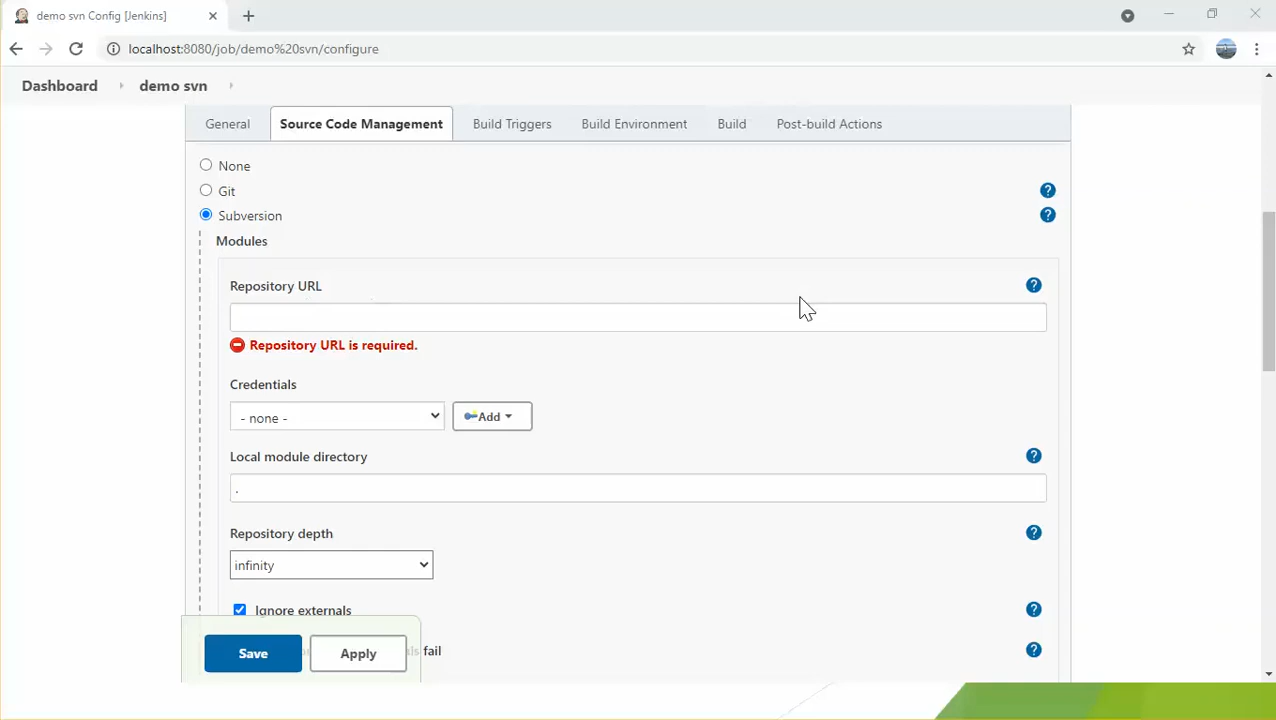 demo svn Config [Jenkins]
localhost:8080/job/demo%20svn/configure
Dashboard demo svn
General Source Code Management Build Triggers Build Environment Build Post-build Actions
None
Git
Subversion
Modules
Repository URL
Repository URL is required.
Credentials
- none - Add
Local module directory
.
Repository depth
infinity
Ignore externals
fail
Save Apply